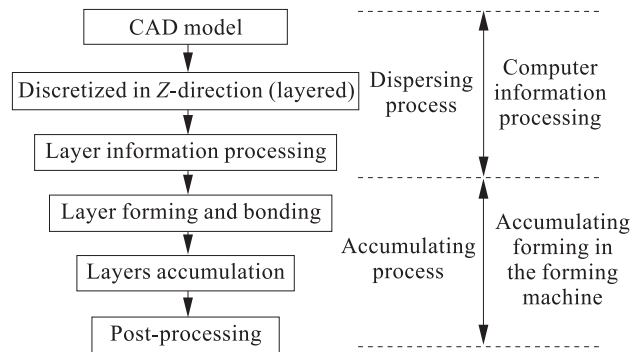 CAD model
Discretized in Z-direction (layered)
Layer information processing
Layer forming and bonding
Layers accumulation
Post-processing
Dispersing
process
Computer
information
processing
Accumulating
process
Accumulating
forming in
the forming
machine